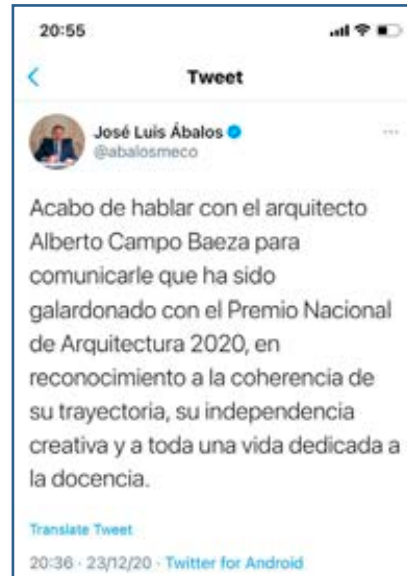 20:55
Tweet
José Luis Ábalos
@abalosmeco
Acabo de hablar con el arquitecto
Alberto Campo Baeza para
comunicarle que ha sido
galardonado con el Premio Nacional
de Arquitectura 2020, en
reconocimiento a la coherencia de
su trayectoria, su independencia
creativa y a toda una vida dedicada a
la docencia.
Translate Tweet
20:36 · 23/12/20 · Twitter for Android